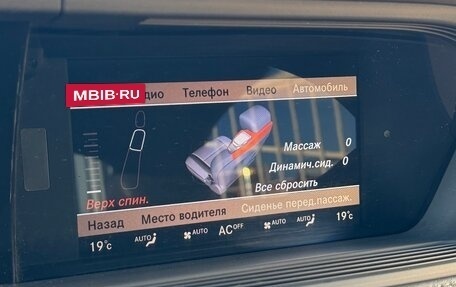 MBIB.RU
Телефон Видео Автомобиль
Массаж 0
Динамич.сид. 0
Все сбросить
Верх спин.
Назад Место водителя Сиденье перед.пассаж.
19°C AUTO AUTO AC OFF AUTO AUTO 19°C